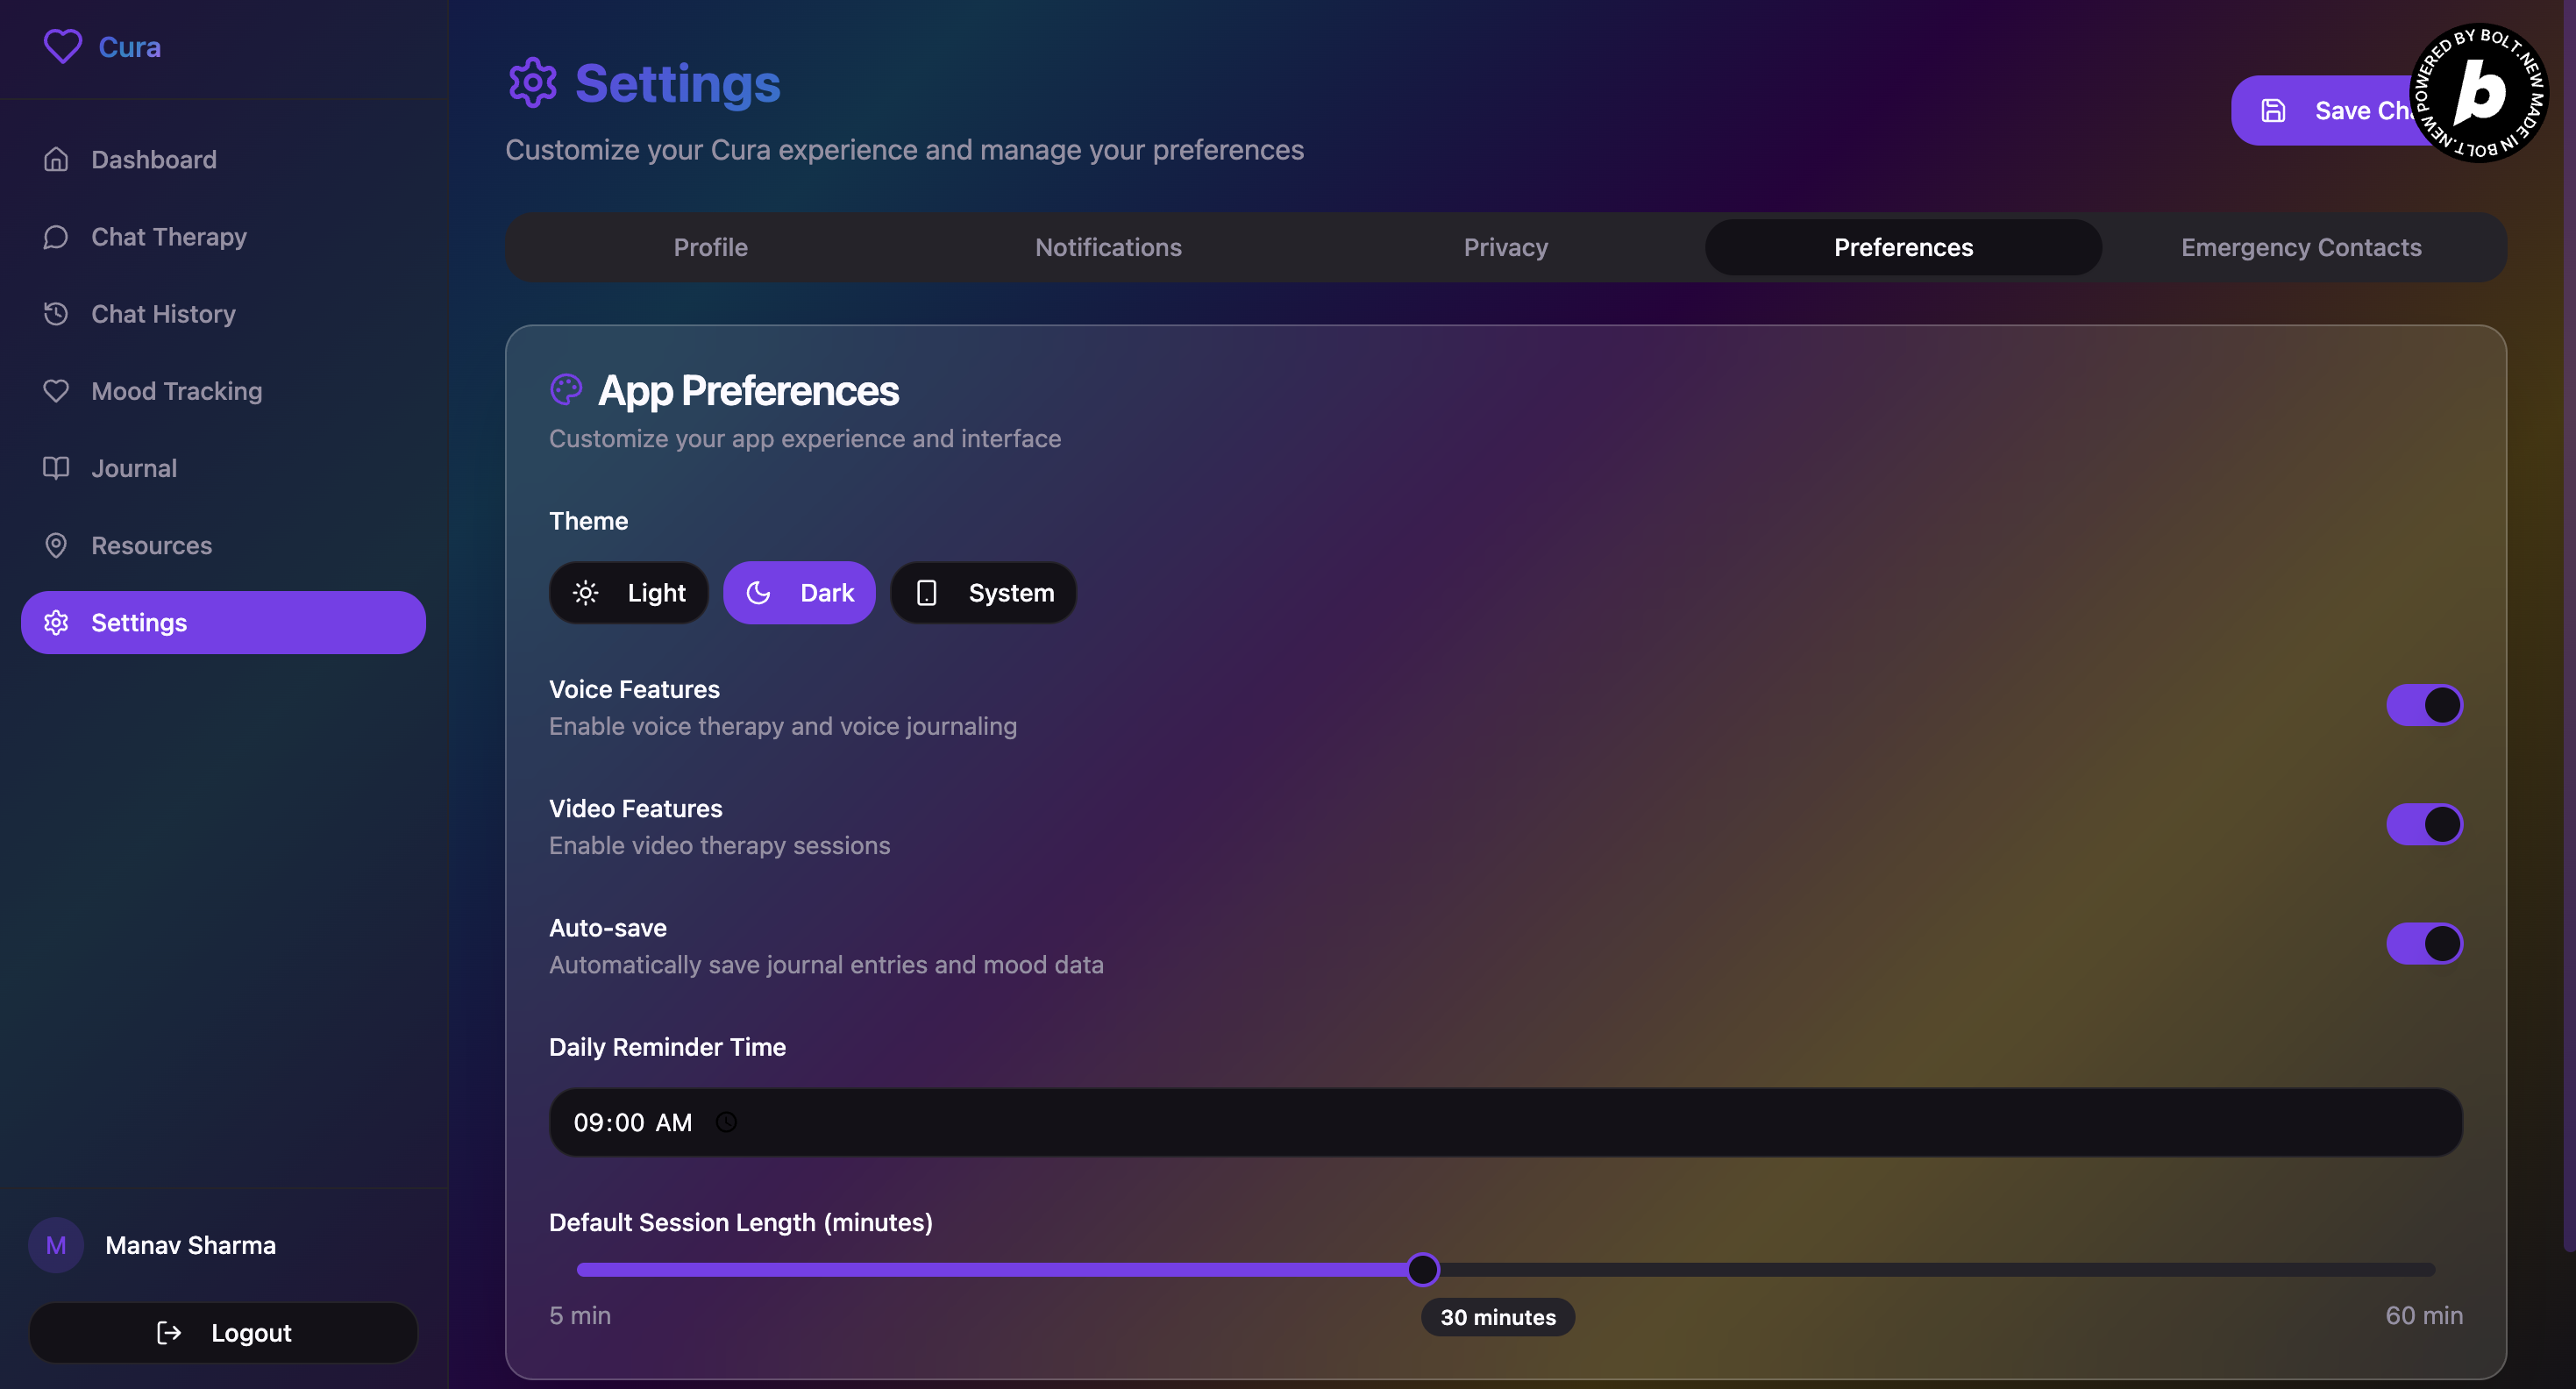 Cura
Dashboard
Chat Therapy
Chat History
Mood Tracking
Journal
Resources
Settings
M
Manav Sharma
Logout
Settings
Customize your Cura experience and manage your preferences
Save
POWERED BY BOLT.NEW MADE IN BOLT.NEW
b
Profile
Notifications
Privacy
Preferences
Emergency Contacts
App Preferences
Customize your app experience and interface
Theme
Light
Dark
System
Voice Features
Enable voice therapy and voice journaling
Video Features
Enable video therapy sessions
Auto-save
Automatically save journal entries and mood data
Daily Reminder Time
09:00 AM
Default Session Length (minutes)
5 min
30 minutes
60 min